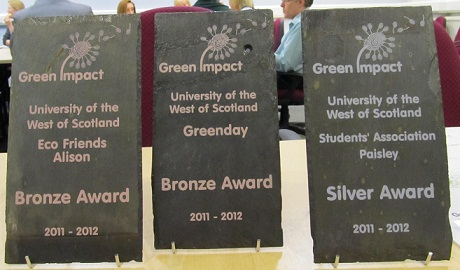 Green Impact
University of the
West of Scotland
Eco Friends
Alison
Bronze Award
2011 - 2012
Green Impact
University of the
West of Scotland
Greenday
Bronze Award
2011 - 2012
Green Impact
University of the
West of Scotland
Students' Association
Paisley
Silver Award
2011 - 2012